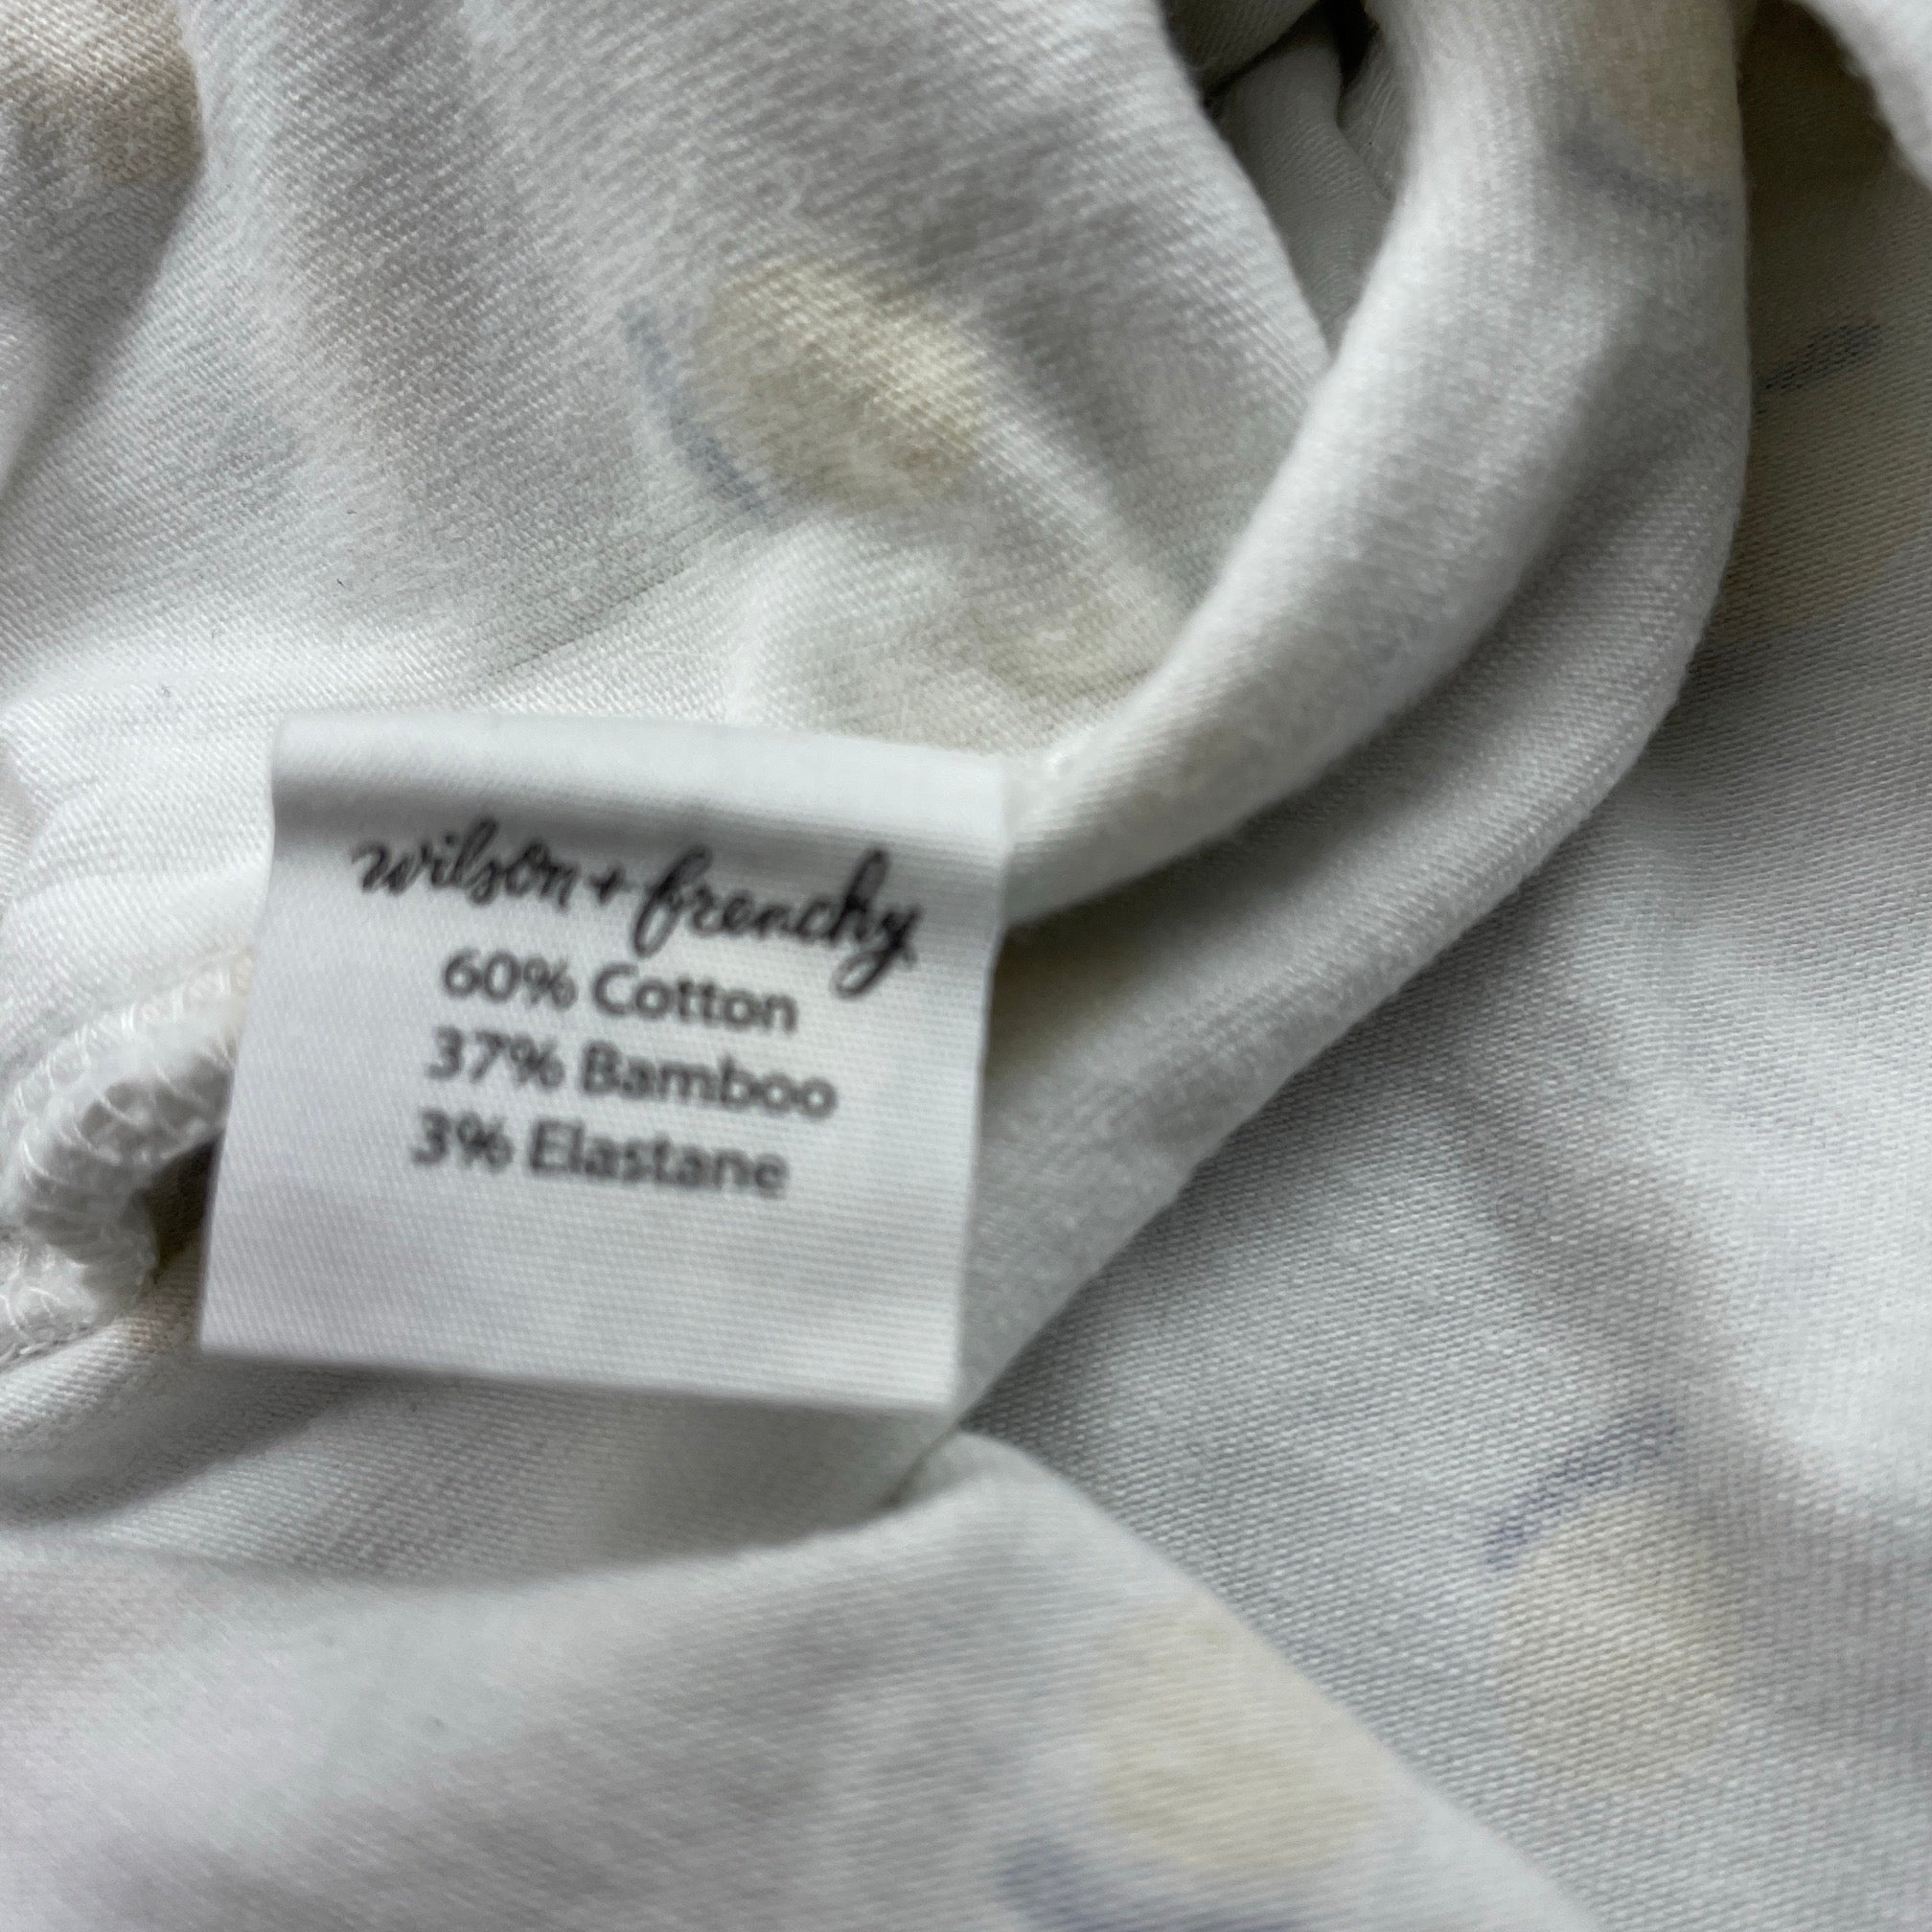 wilson + frenchy
60% Cotton
37% Bamboo
3% Elastane